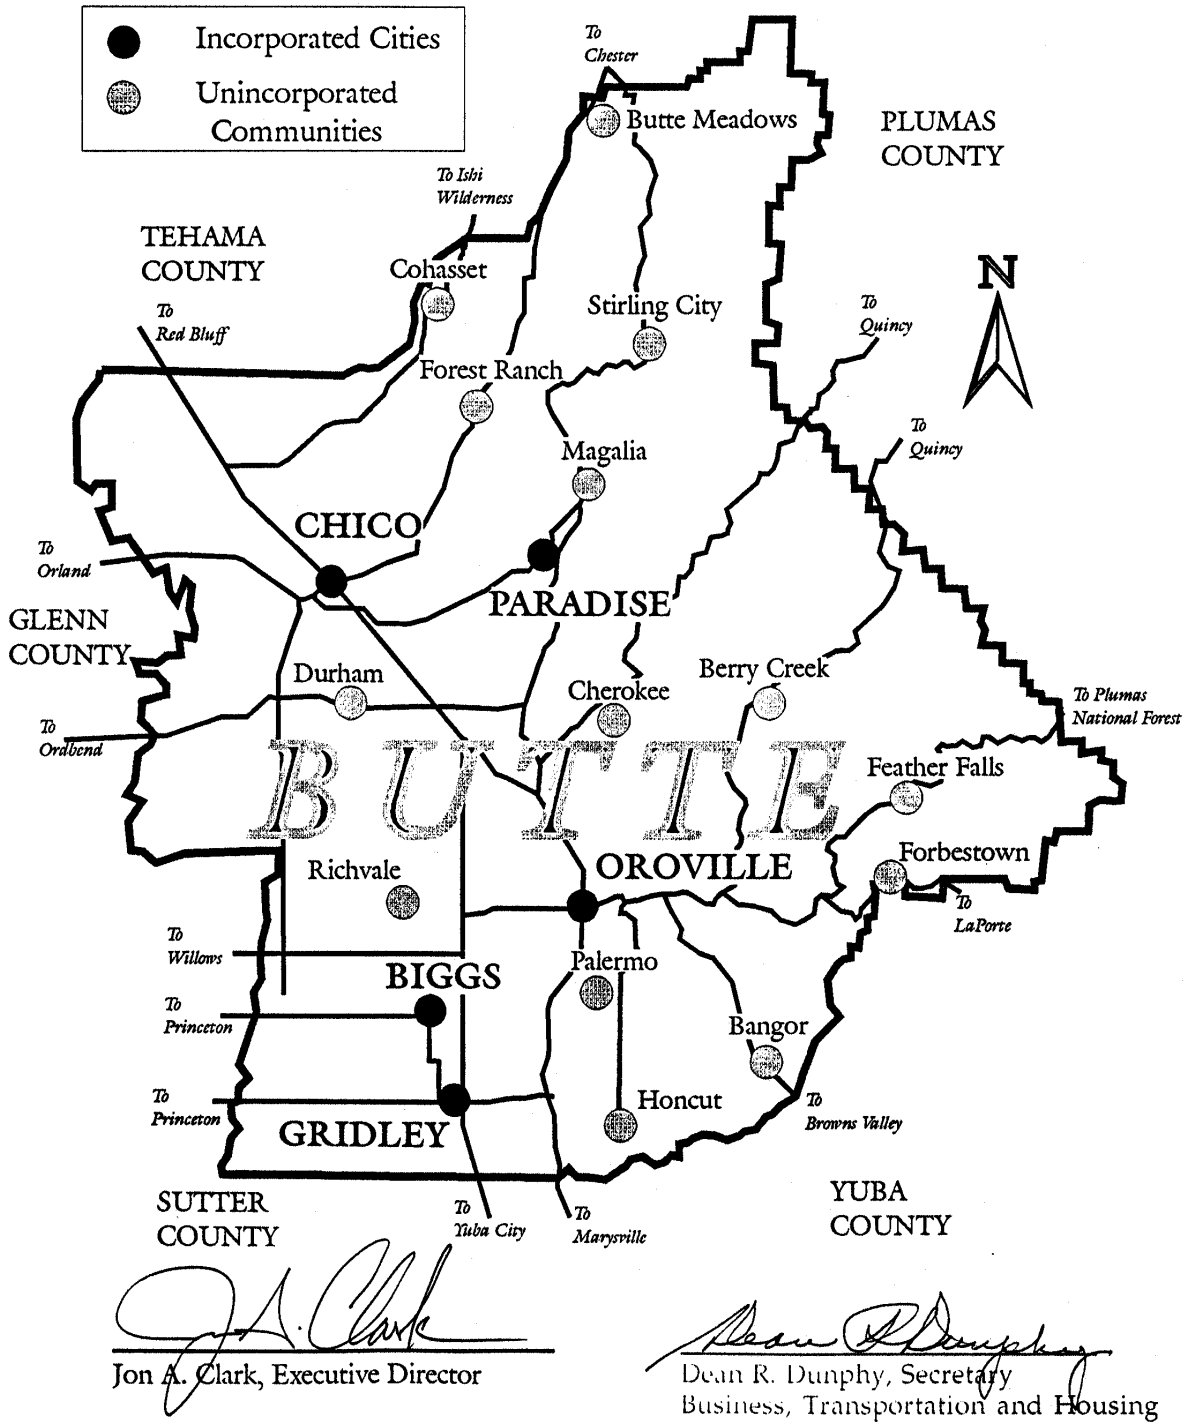 Incorporated Cities
Unincorporated
Communities
To
Chester
Butte Meadows
PLUMAS
COUNTY
To Ishi
Wilderness
TEHAMA
COUNTY
Cohasset
To
Red Bluff
Stirling City
N
To
Quincy
Forest Ranch
To
Quincy
Magalia
CHICO
To
Orland
PARADISE
GLENN
COUNTY
Durham
Berry Creek
Cherokee
To Plumas
National Forest
To
Ordbend
BUTTE
Feather Falls
Forbestown
OROVILLE
Richvale
To
LaPorte
To
Willows
Palermo
BIGGS
To
Princeton
Bangor
To
Princeton
Honcut
To
Browns Valley
GRIDLEY
SUTTER
COUNTY
To
Yuba City
To
Marysville
YUBA
COUNTY
J. A. Clark
Dean R. Dunphy
Jon A. Clark, Executive Director
Dean R. Dunphy, Secretary
Business, Transportation and Housing